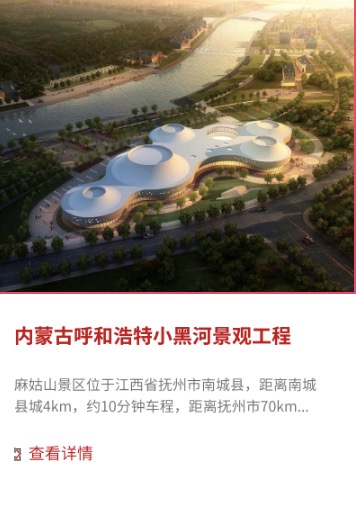 内蒙古呼和浩特小黑河景观工程
麻姑山景区位于江西省抚州市南城县，距离南城
县城4km，约10分钟车程，距离抚州市70km...
查看详情